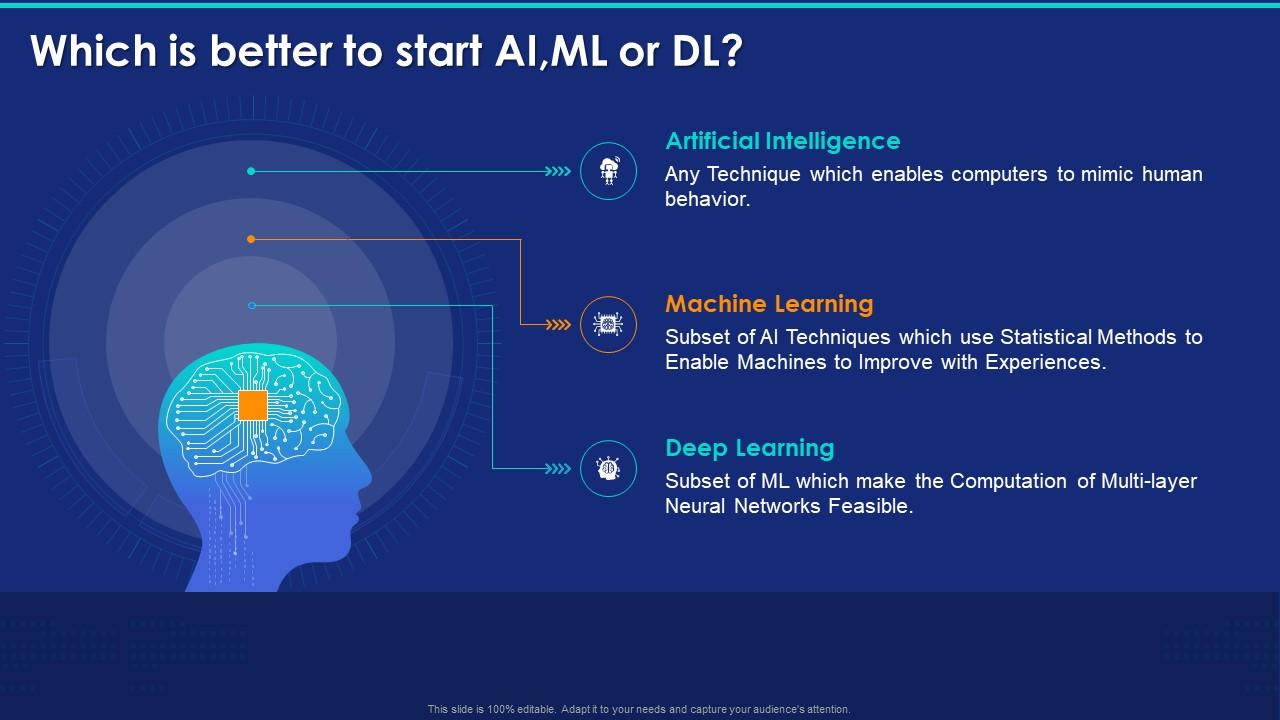 Which is better to start AI,ML or DL?
Artificial Intelligence
Any Technique which enables computers to mimic human
behavior.
Machine Learning
Subset of AI Techniques which use Statistical Methods to
Enable Machines to Improve with Experiences.
Deep Learning
Subset of ML which make the Computation of Multi-layer
Neural Networks Feasible.
This slide is 100% editable. Adapt it to your needs and capture your audience's attention.